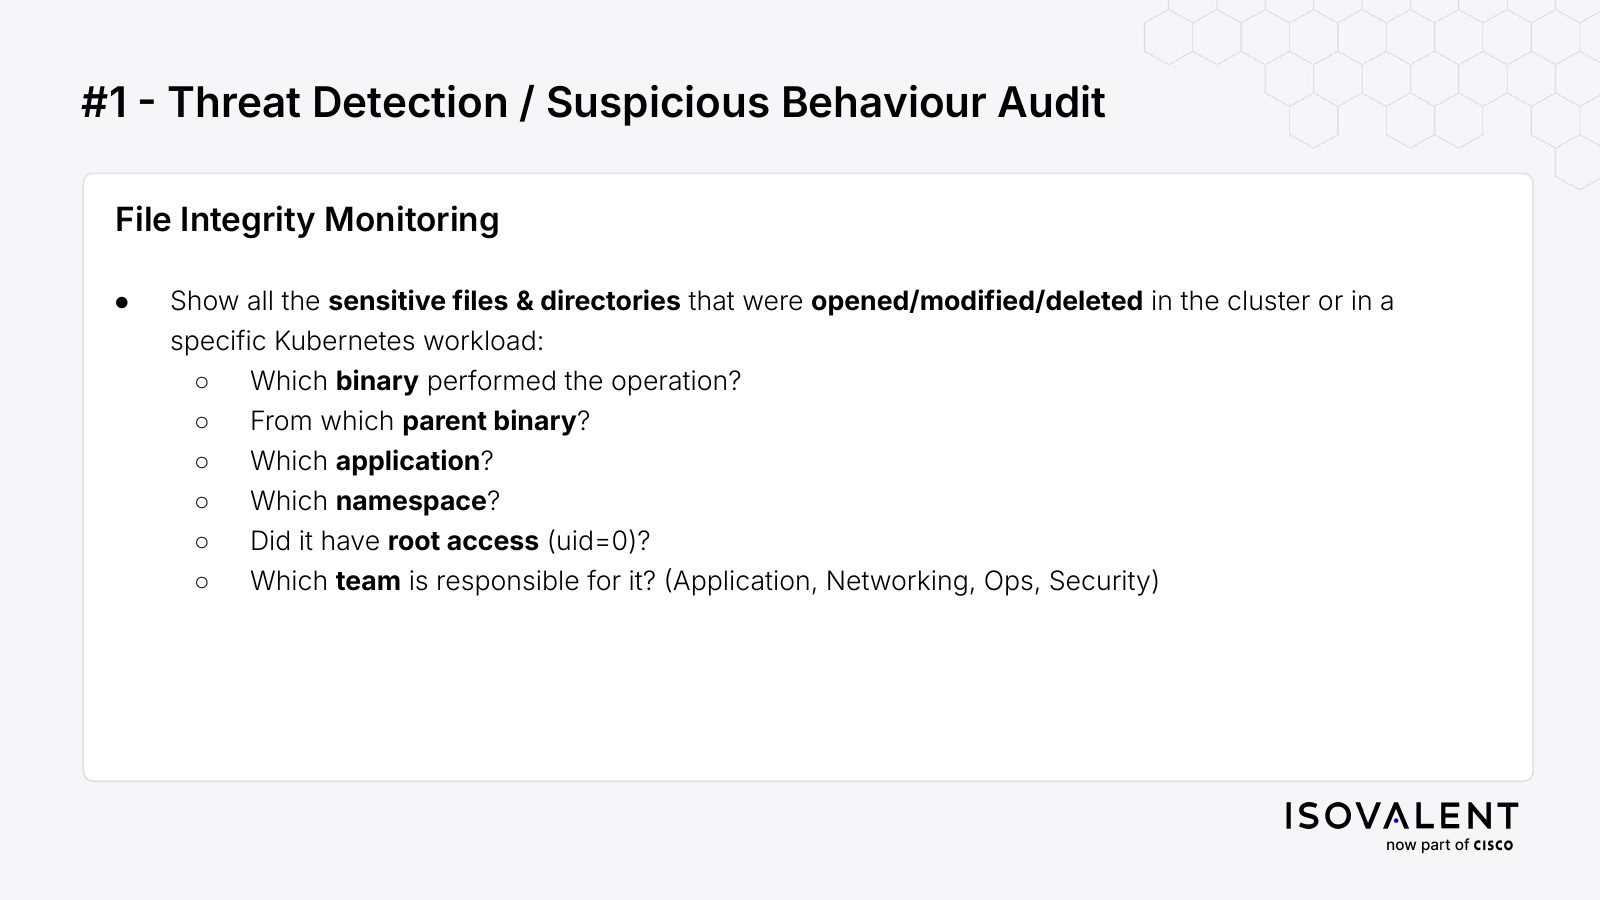 #1 - Threat Detection / Suspicious Behaviour Audit
File Integrity Monitoring
● Show all the sensitive files & directories that were opened/modified/deleted in the cluster or in a
specific Kubernetes workload:
○ Which binary performed the operation?
○ From which parent binary?
○ Which application?
○ Which namespace?
○ Did it have root access (uid=0)?
○ Which team is responsible for it? (Application, Networking, Ops, Security)
ISOVALENT
now part of CISCO